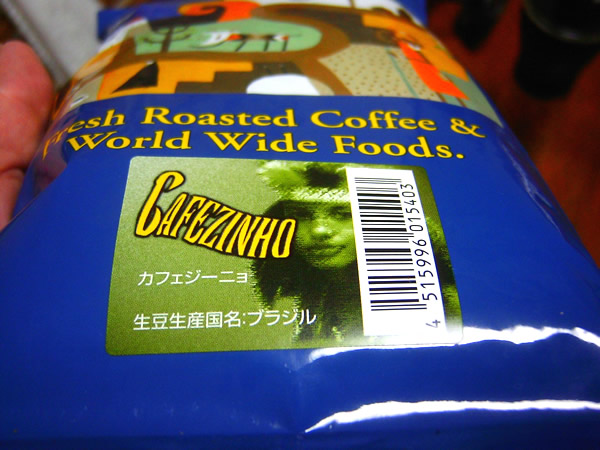 Fresh Roasted Coffee &
World Wide Foods.
CAFEZINHO
カフェジーニョ
生豆生産国名:ブラジル
4 515996 015403